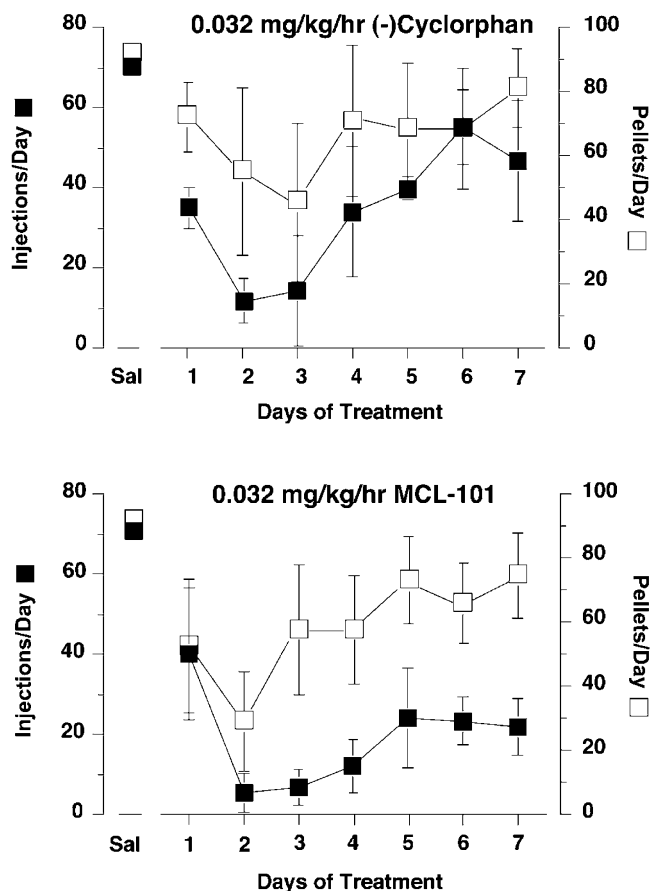 0.032 mg/kg/hr (-)Cyclorphan
Injections/Day
80
60
40
20
0
Pellets/Day
100
80
60
40
20
0
Sal 1 2 3 4 5 6 7
Days of Treatment
0.032 mg/kg/hr MCL-101
Injections/Day
80
60
40
20
0
Pellets/Day
100
80
60
40
20
0
Sal 1 2 3 4 5 6 7
Days of Treatment